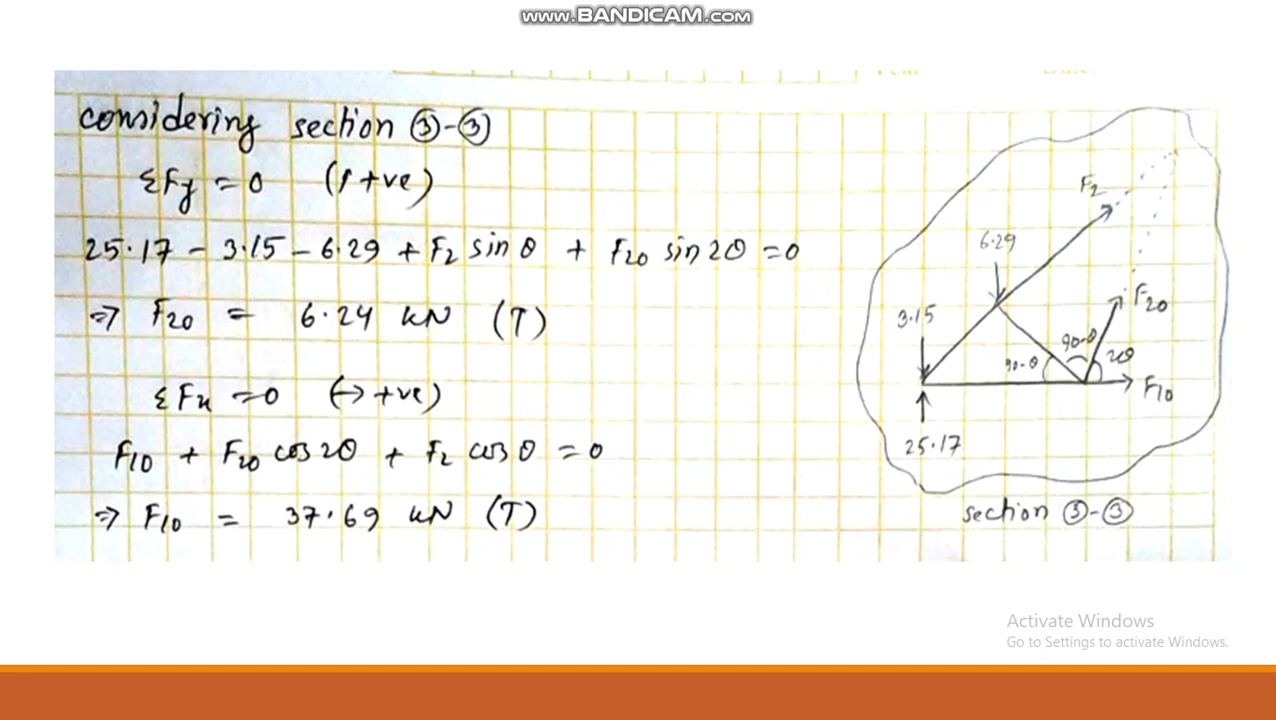 www.BANDICAM.com
considering section ③-③
ΣFy = 0 (↑ +ve)
25.17 - 3.15 - 6.29 + F2 sin θ + F20 sin 2θ = 0
⇒ F20 = 6.24 kN (T)
ΣFx = 0 (→ +ve)
F10 + F20 cos 2θ + F2 cos θ = 0
⇒ F10 = 37.69 kN (T)
F2
6.29
F20
3.15
90-θ
90-θ
2θ
F10
25.17
section ③-③
Activate Windows
Go to Settings to activate Windows.